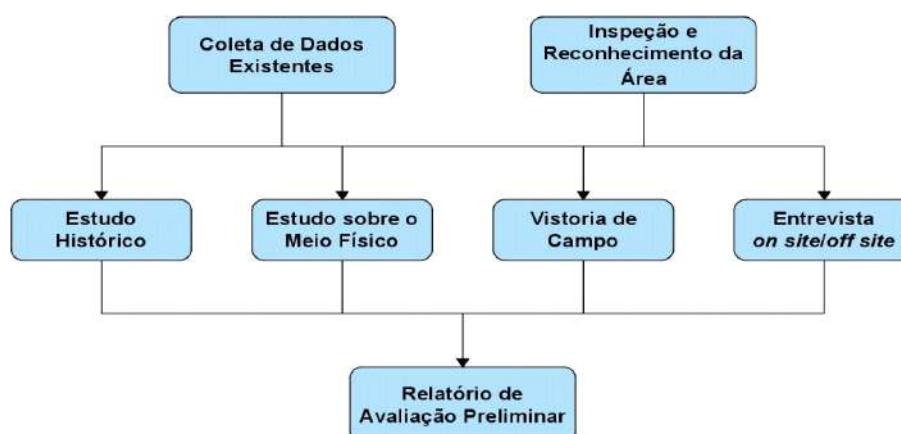 Coleta de Dados
Existentes
Inspeção e
Reconhecimento da
Área
Estudo
Histórico
Estudo sobre o
Meio Físico
Vistoria de
Campo
Entrevista
on site/off site
Relatório de
Avaliação Preliminar